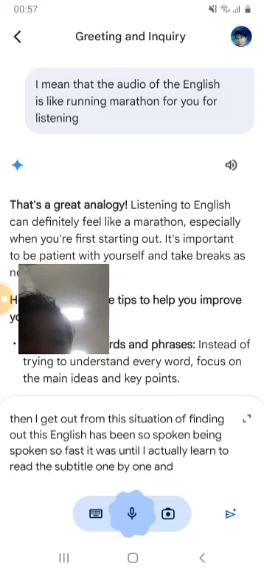 00:57
Greeting and Inquiry
I mean that the audio of the English
is like running marathon for you for
listening
That's a great analogy! Listening to English
can definitely feel like a marathon, especially
when you're first starting out. It's important
to be patient with yourself and take breaks as
e tips to help you improve
rds and phrases: Instead of
trying to understand every word, focus on
the main ideas and key points.
then I get out from this situation of finding
out this English has been so spoken being
spoken so fast it was until I actually learn to
read the subtitle one by one and